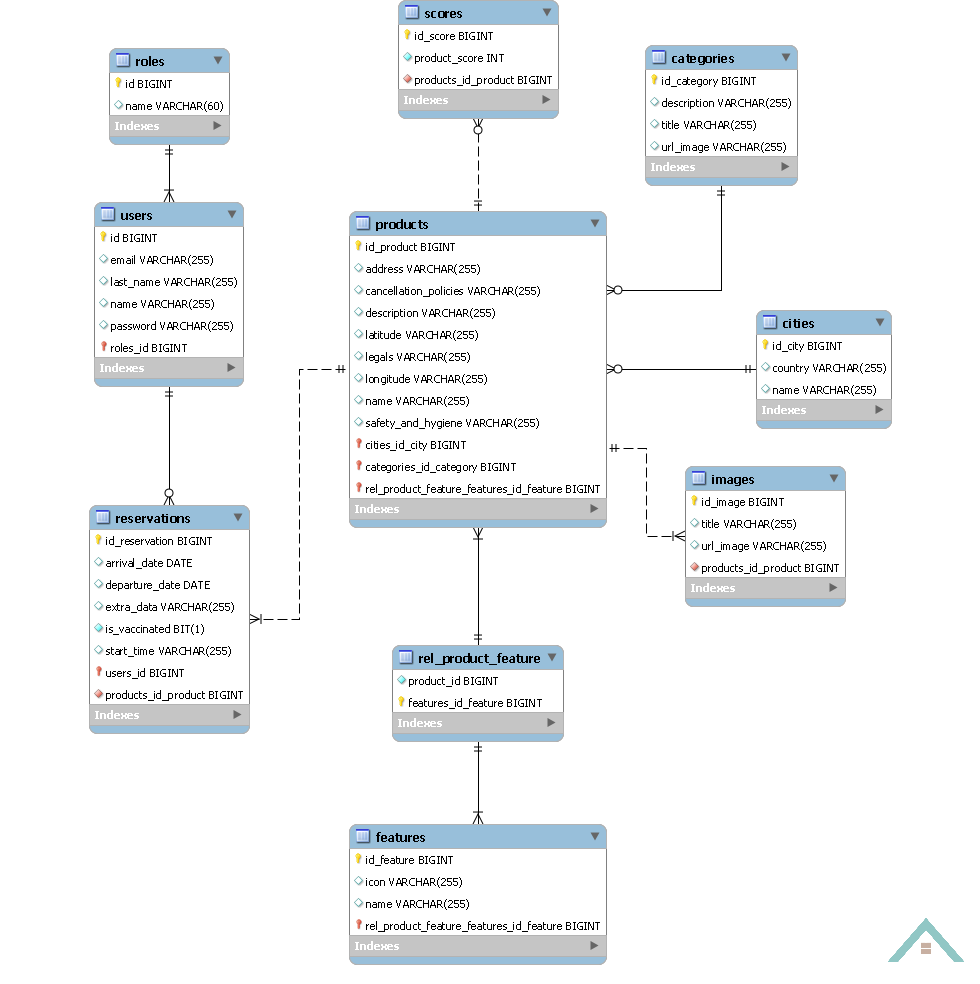 scores
id_score BIGINT
product_score INT
products_id_product BIGINT
Indexes
roles
id BIGINT
name VARCHAR(60)
Indexes
categories
id_category BIGINT
description VARCHAR(255)
title VARCHAR(255)
url_image VARCHAR(255)
Indexes
users
id BIGINT
email VARCHAR(255)
last_name VARCHAR(255)
name VARCHAR(255)
password VARCHAR(255)
roles_id BIGINT
Indexes
products
id_product BIGINT
address VARCHAR(255)
cancellation_policies VARCHAR(255)
description VARCHAR(255)
latitude VARCHAR(255)
legals VARCHAR(255)
longitude VARCHAR(255)
name VARCHAR(255)
safety_and_hygiene VARCHAR(255)
cities_id_city BIGINT
categories_id_category BIGINT
rel_product_feature_features_id_feature BIGINT
Indexes
cities
id_city BIGINT
country VARCHAR(255)
name VARCHAR(255)
Indexes
images
id_image BIGINT
title VARCHAR(255)
url_image VARCHAR(255)
products_id_product BIGINT
Indexes
reservations
id_reservation BIGINT
arrival_date DATE
departure_date DATE
extra_data VARCHAR(255)
is_vaccinated BIT(1)
start_time VARCHAR(255)
users_id BIGINT
products_id_product BIGINT
Indexes
rel_product_feature
product_id BIGINT
features_id_feature BIGINT
Indexes
features
id_feature BIGINT
icon VARCHAR(255)
name VARCHAR(255)
rel_product_feature_features_id_feature BIGINT
Indexes